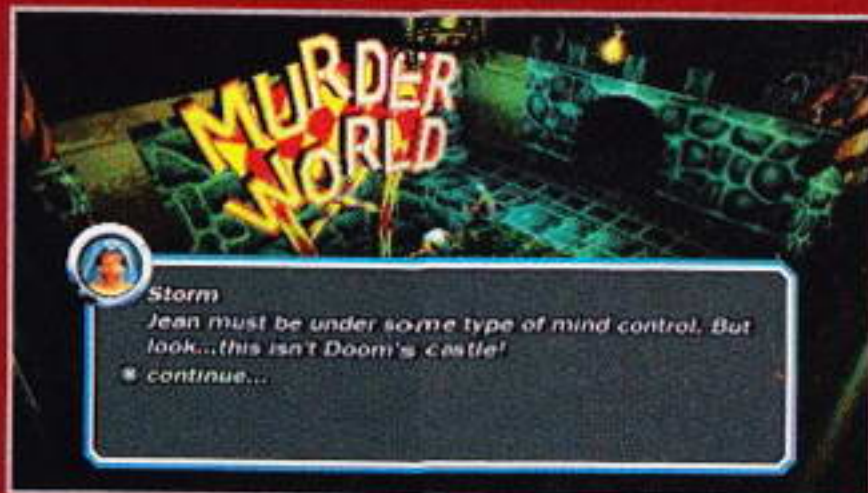 MURDER
WORLD
Storm
Jean must be under some type of mind control. But
look...this isn't Doom's castle!
* continue...